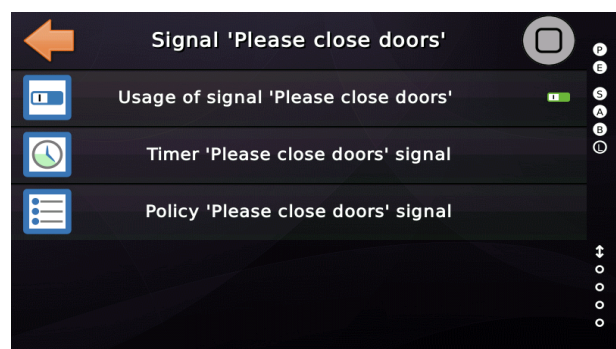 Signal 'Please close doors'
Usage of signal 'Please close doors'
Timer 'Please close doors' signal
Policy 'Please close doors' signal
P
E
S
A
B
L